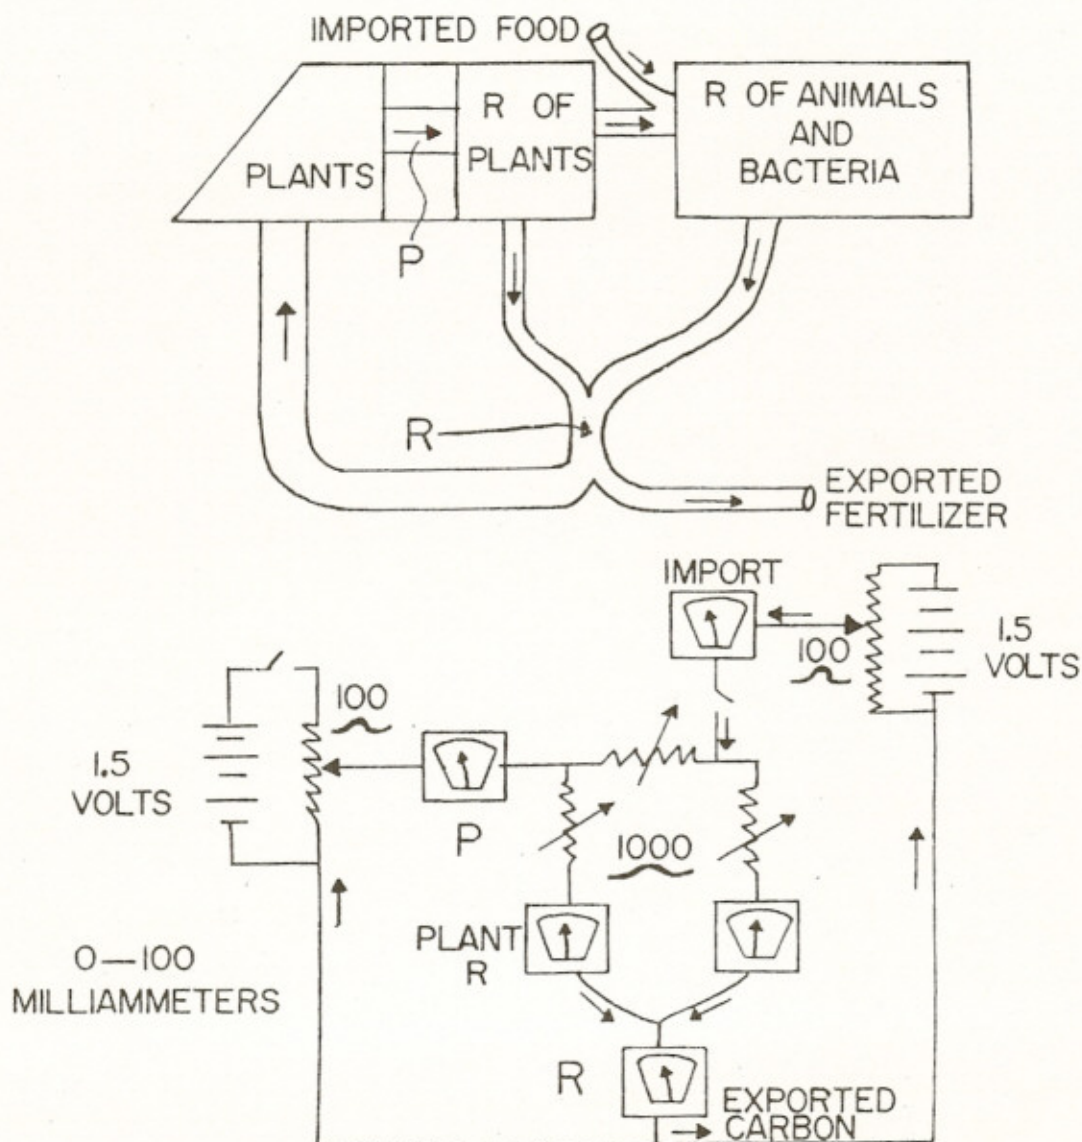 IMPORTED FOOD
PLANTS
R OF
PLANTS
R OF ANIMALS
AND
BACTERIA
P
R
EXPORTED
FERTILIZER
IMPORT
100
1.5
VOLTS
100
1.5
VOLTS
P
1000
PLANT
R
0—100
MILLIAMMETERS
R
EXPORTED
CARBON